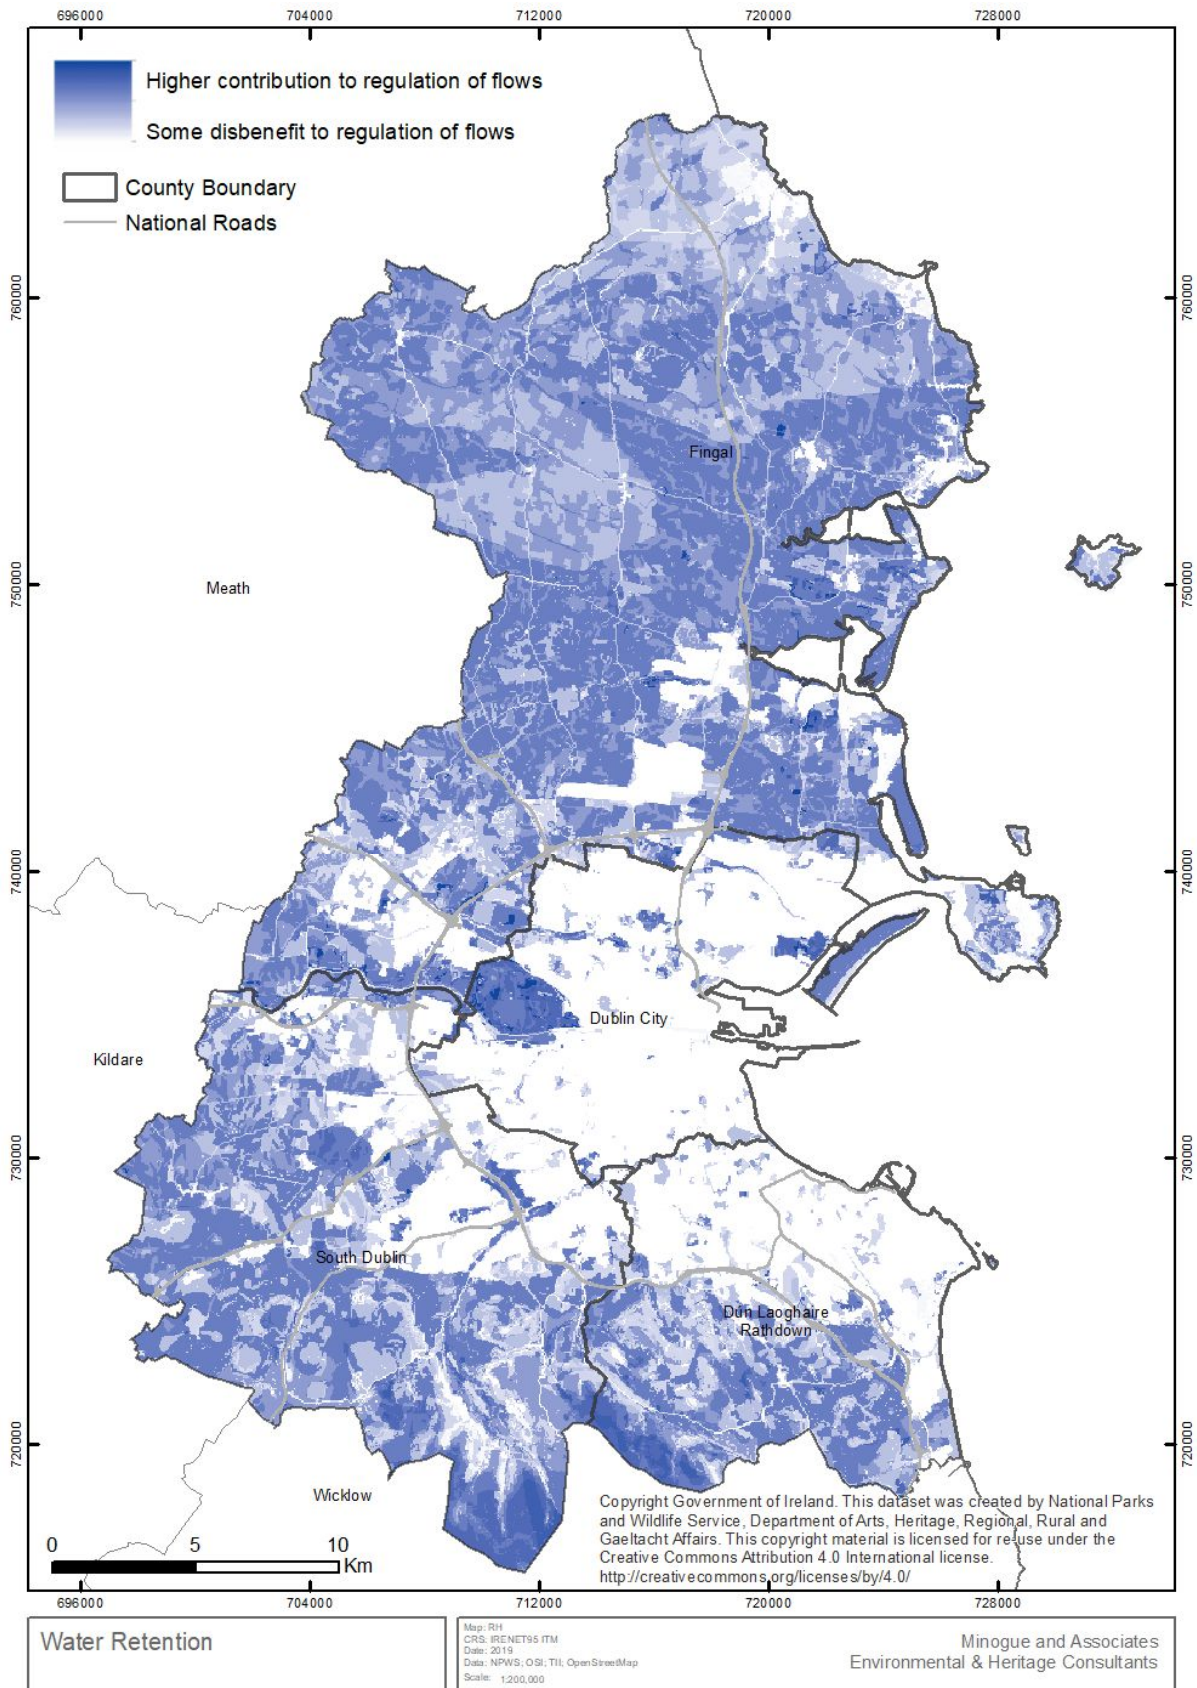 696000 704000 712000 720000 728000
Higher contribution to regulation of flows
Some disbenefit to regulation of flows
County Boundary
National Roads
760000 760000
Fingal
750000 750000
Meath
740000 740000
Dublin City
Kildare
730000 730000
South Dublin
Dún Laoghaire
Rathdown
720000 720000
Wicklow
Copyright Government of Ireland. This dataset was created by National Parks
and Wildlife Service, Department of Arts, Heritage, Regional, Rural and
Gaeltacht Affairs. This copyright material is licensed for re-use under the
Creative Commons Attribution 4.0 International license.
http://creativecommons.org/licenses/by/4.0/
0 5 10
Km
696000 704000 712000 720000 728000
Water Retention
Map: RH
CRS: IRENET95 ITM
Date: 2019
Data: NPWS; OSI; TII; OpenStreetMap
Scale: 1:200,000
Minogue and Associates
Environmental & Heritage Consultants